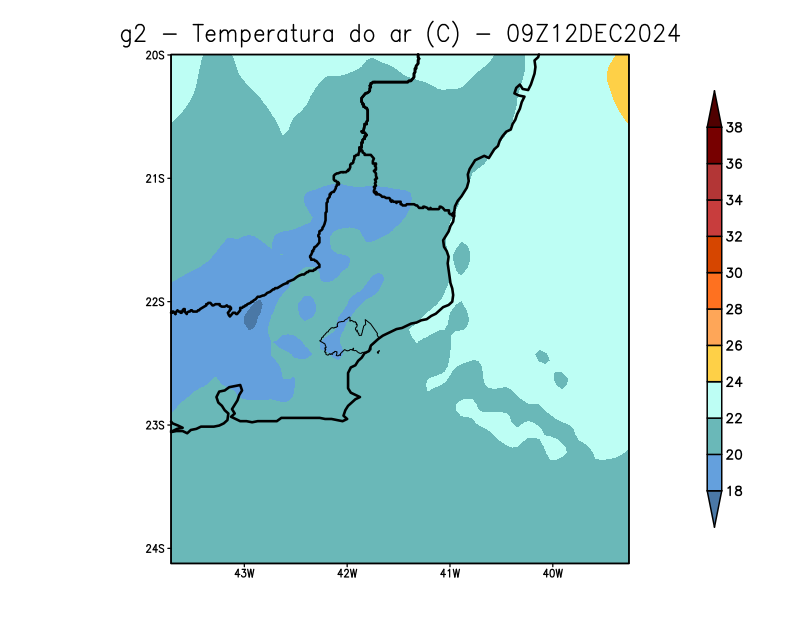 g2 – Temperatura do ar (C) – 09Z12DEC2024
20S
21S
22S
23S
24S
43W
42W
41W
40W
38
36
34
32
30
28
26
24
22
20
18